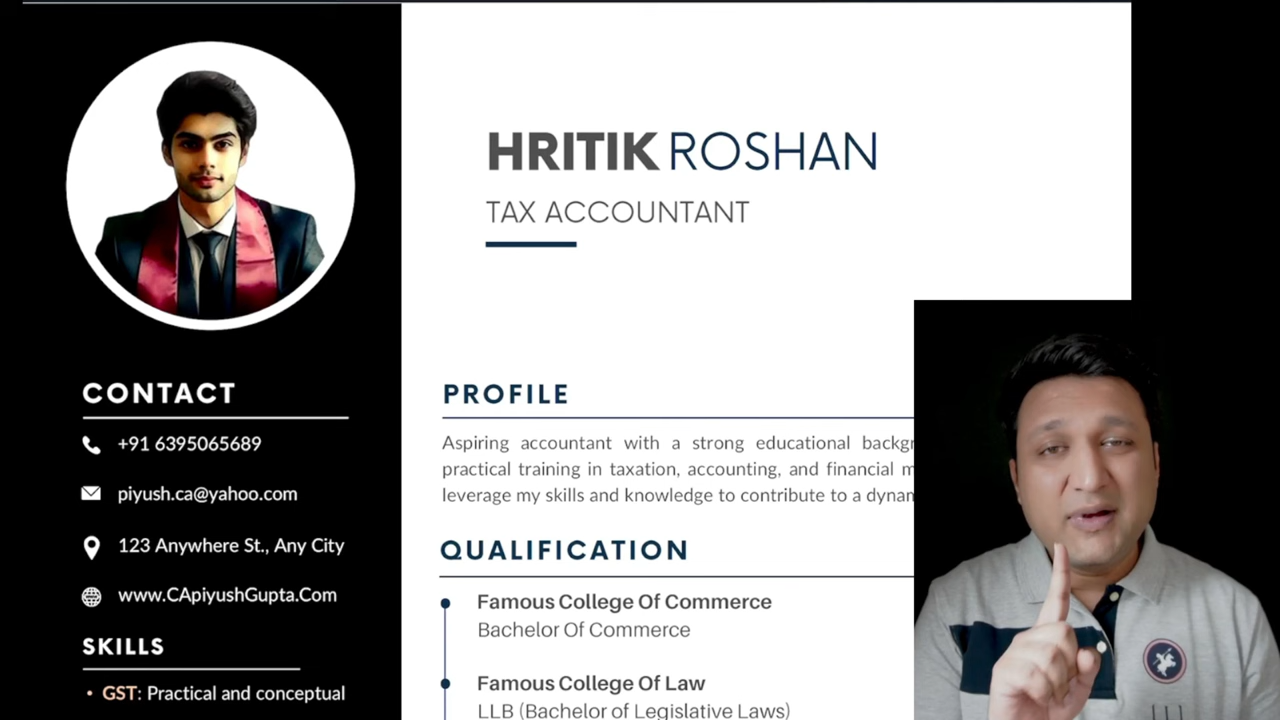 HRITIK ROSHAN
TAX ACCOUNTANT
CONTACT
+91 6395065689
piyush.ca@yahoo.com
123 Anywhere St., Any City
www.CApiyushGupta.Com
SKILLS
• GST: Practical and conceptual
PROFILE
Aspiring accountant with a strong educational backgr
practical training in taxation, accounting, and financial m
leverage my skills and knowledge to contribute to a dynam
QUALIFICATION
Famous College Of Commerce
Bachelor Of Commerce
Famous College Of Law
LLB (Bachelor of Legislative Laws)